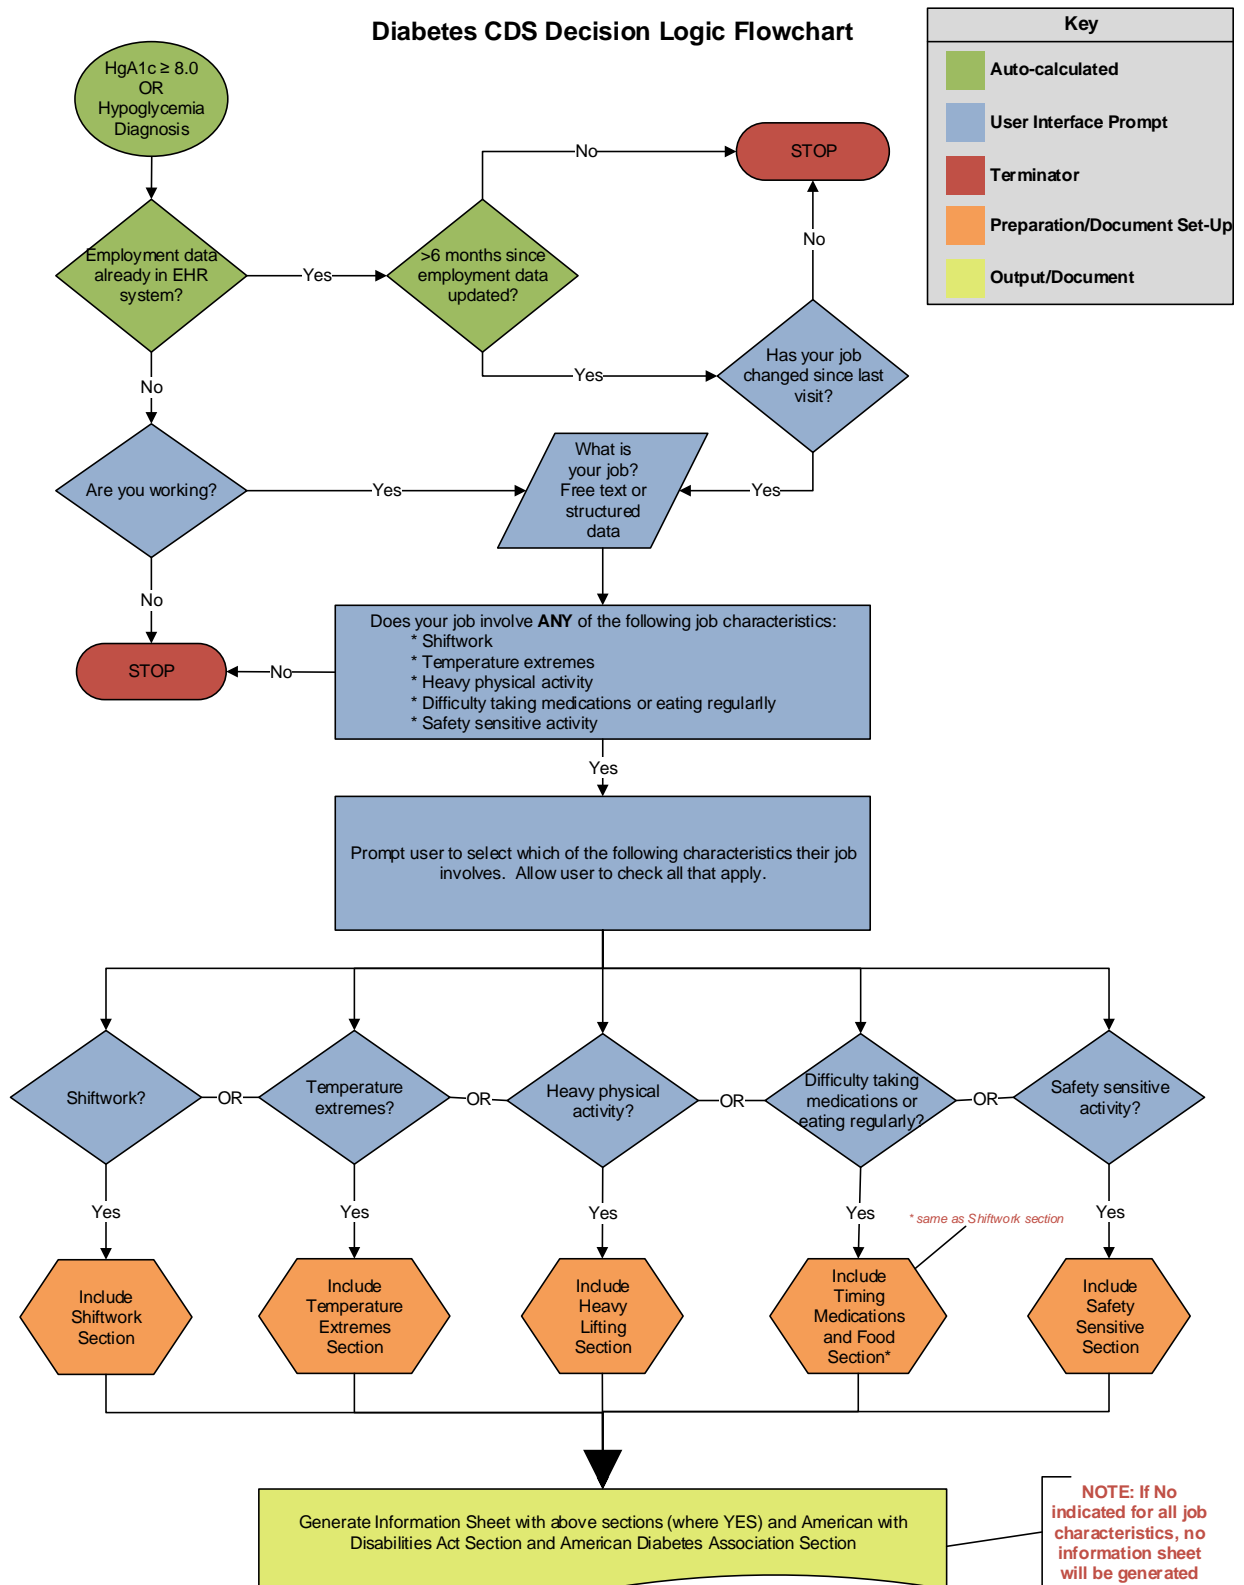 Diabetes CDS Decision Logic Flowchart
Key
Auto-calculated
User Interface Prompt
Terminator
Preparation/Document Set-Up
Output/Document
HgA1c ≥ 8.0
OR
Hypoglycemia
Diagnosis
No
STOP
Employment data
already in EHR
system?
Yes
>6 months since
employment data
updated?
No
Yes
Has your job
changed since last
visit?
No
Are you working?
Yes
What is
your job?
Free text or
structured
data
Yes
No
STOP
No
Does your job involve ANY of the following job characteristics:
* Shiftwork
* Temperature extremes
* Heavy physical activity
* Difficulty taking medications or eating regularlly
* Safety sensitive activity
Yes
Prompt user to select which of the following characteristics their job
involves. Allow user to check all that apply.
Shiftwork?
OR
Temperature
extremes?
OR
Heavy physical
activity?
OR
Difficulty taking
medications or
eating regularly?
OR
Safety sensitive
activity?
Yes
Yes
Yes
Yes
Yes
* same as Shiftwork section
Include
Shiftwork
Section
Include
Temperature
Extremes
Section
Include
Heavy
Lifting
Section
Include
Timing
Medications
and Food
Section*
Include
Safety
Sensitive
Section
Generate Information Sheet with above sections (where YES) and American with
Disabilities Act Section and American Diabetes Association Section
NOTE: If No
indicated for all job
characteristics, no
information sheet
will be generated